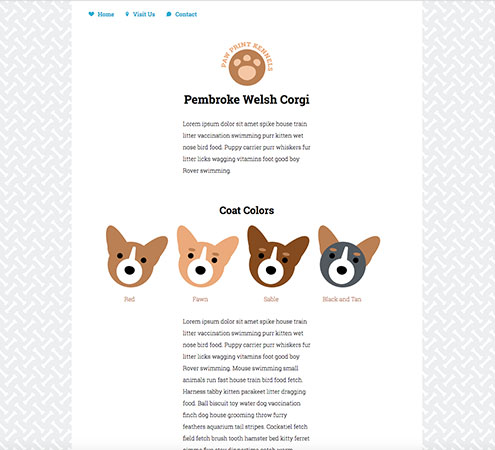 Home Visit Us Contact
PAW PRINT KENNELS
Pembroke Welsh Corgi
Lorem ipsum dolor sit amet spike house train
litter vaccination swimming purr kitten wet
nose bird food. Puppy carrier purr whiskers fur
litter licks wagging vitamins foot good boy
Rover swimming.
Coat Colors
Red Fawn Sable Black and Tan
Lorem ipsum dolor sit amet spike house train
litter vaccination swimming purr kitten wet
nose bird food. Puppy carrier purr whiskers fur
litter licks wagging vitamins foot good boy
Rover swimming. Mouse swimming small
animals run fast house train bird food fetch.
Harness tabby kitten parakeet litter dragging
food. Ball biscuit toy water dog vaccination
finch dog house grooming throw furry
feathers aquarium tail stripes. Cockatiel fetch
field fetch brush tooth hamster bed kitty ferret